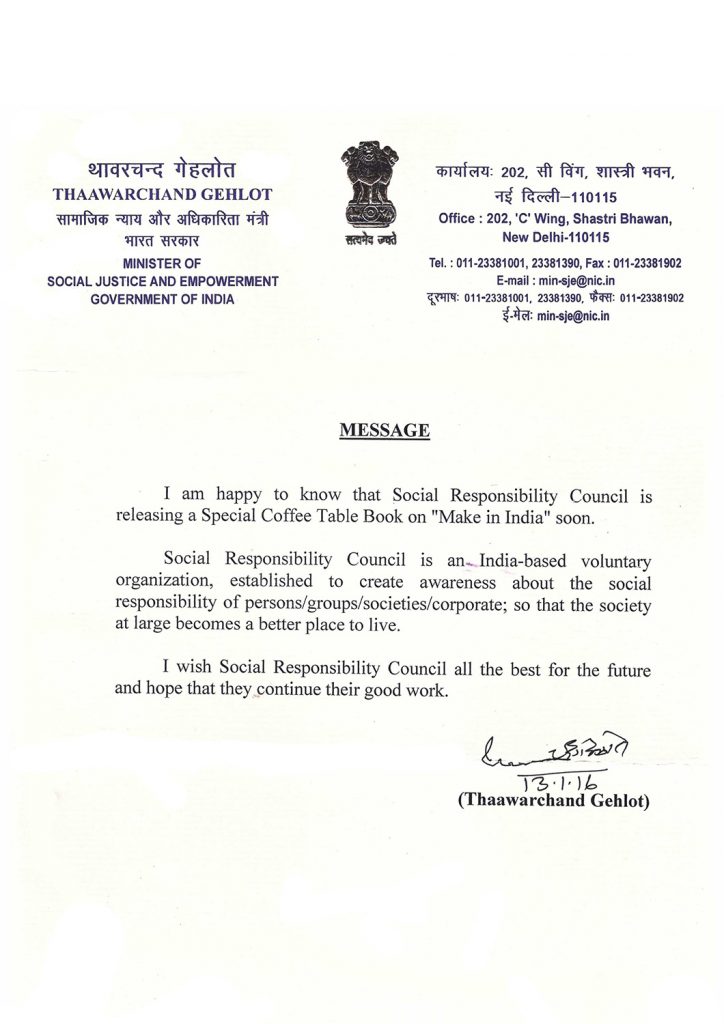 थावरचन्द गेहलोत
THAAWARCHAND GEHLOT
सामाजिक न्याय और अधिकारिता मंत्री
भारत सरकार
MINISTER OF
SOCIAL JUSTICE AND EMPOWERMENT
GOVERNMENT OF INDIA
सत्यमेव जयते
कार्यालयः 202, सी विंग, शास्त्री भवन,
नई दिल्ली-110115
Office : 202, 'C' Wing, Shastri Bhawan,
New Delhi-110115
Tel. : 011-23381001, 23381390, Fax : 011-23381902
E-mail : min-sje@nic.in
दूरभाषः 011-23381001, 23381390, फैक्सः 011-23381902
ई-मेलः min-sje@nic.in
MESSAGE
I am happy to know that Social Responsibility Council is
releasing a Special Coffee Table Book on "Make in India" soon.
Social Responsibility Council is an India-based voluntary
organization, established to create awareness about the social
responsibility of persons/groups/societies/corporate; so that the society
at large becomes a better place to live.
I wish Social Responsibility Council all the best for the future
and hope that they continue their good work.
13.1.16
(Thaawarchand Gehlot)